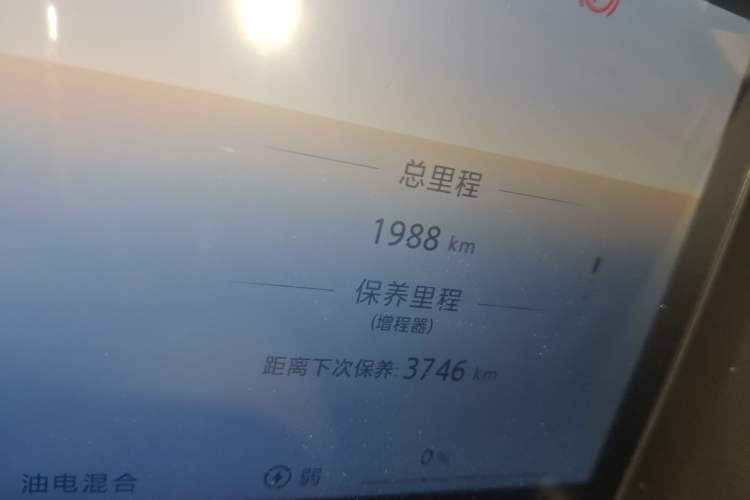 总里程
1988 km
保养里程
(增程器)
距离下次保养: 3746 km
0%
油电混合 弱